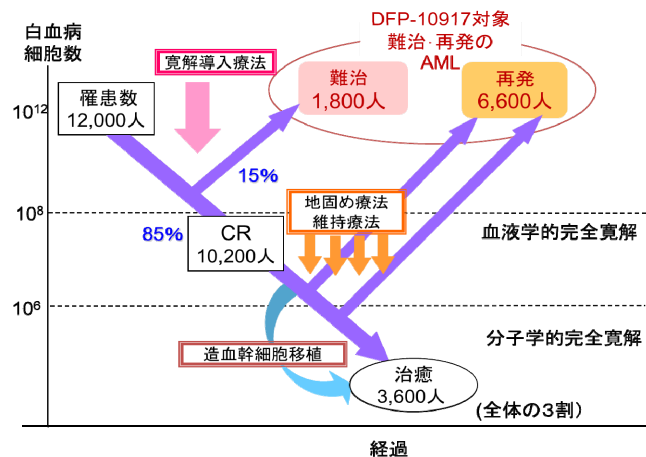 白血病
細胞数
DFP-10917対象
難治・再発の
AML
寛解導入療法
難治
1,800人
再発
6,600人
10¹²
罹患数
12,000人
15%
地固め療法
維持療法
10⁸
85%
CR
10,200人
血液学的完全寛解
10⁶
分子学的完全寛解
造血幹細胞移植
治癒
3,600人
(全体の3割)
経過